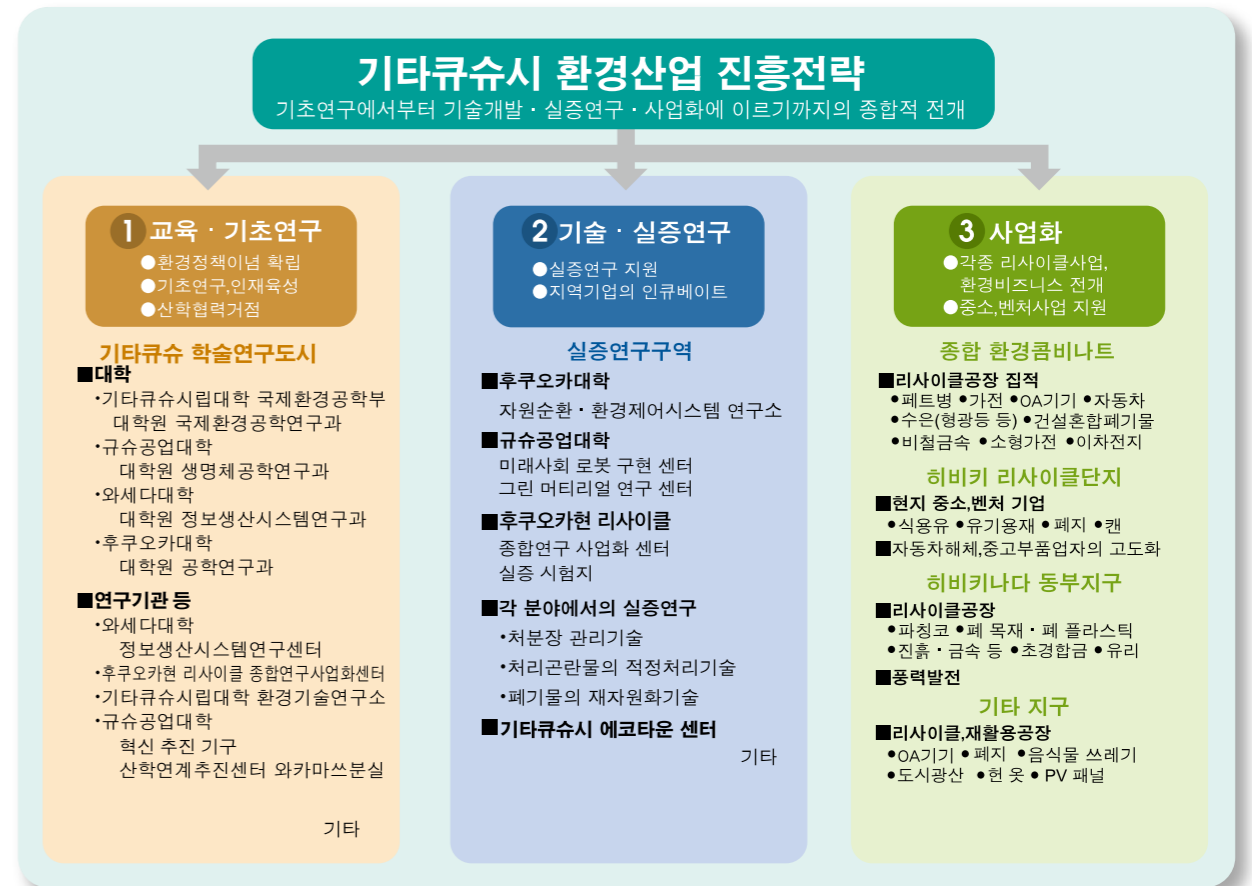 기타큐슈시 환경산업 진흥전략
기초연구에서부터 기술개발・실증연구・사업화에 이르기까지의 종합적 전개
1 교육・기초연구
●환경정책이념 확립
●기초연구,인재육성
●산학협력거점
기타큐슈 학술연구도시
■대학
・기타큐슈시립대학 국제환경공학부
대학원 국제환경공학연구과
・규슈공업대학
대학원 생명체공학연구과
・와세다대학
대학원 정보생산시스템연구과
・후쿠오카대학
대학원 공학연구과
■연구기관 등
・와세다대학
정보생산시스템연구센터
・후쿠오카현 리사이클 종합연구사업화센터
・기타큐슈시립대학 환경기술연구소
・규슈공업대학
혁신 추진 기구
산학연계추진센터 와카마쓰분실
기타
2 기술・실증연구
●실증연구 지원
●지역기업의 인큐베이트
실증연구구역
■후쿠오카대학
자원순환・환경제어시스템 연구소
■규슈공업대학
미래사회 로봇 구현 센터
그린 머티리얼 연구 센터
■후쿠오카현 리사이클
종합연구 사업화 센터
실증 시험지
■각 분야에서의 실증연구
・처분장 관리기술
・처리곤란물의 적정처리기술
・폐기물의 재자원화기술
■기타큐슈시 에코타운 센터
기타
3 사업화
●각종 리사이클사업,
환경비즈니스 전개
●중소,벤처사업 지원
종합 환경콤비나트
■리사이클공장 집적
●페트병 ●가전 ●OA기기 ●자동차
●수은(형광등 등) ●건설혼합폐기물
●비철금속 ●소형가전 ●이차전지
히비키 리사이클단지
■현지 중소,벤처 기업
●식용유 ●유기용재 ●폐지 ●캔
■자동차해체,중고부품업자의 고도화
히비키나다 동부지구
■리사이클공장
●파칭코 ●폐 목재・폐 플라스틱
●진흙・금속 등 ●초경합금 ●유리
■풍력발전
기타 지구
■리사이클,재활용공장
●OA기기 ●폐지 ●음식물 쓰레기
●도시광산 ●헌 옷 ●PV 패널